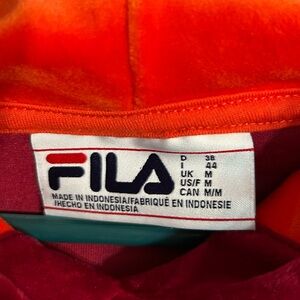 FILA
D 38
I 44
UK M
US/F M
CAN M/M
MADE IN INDONESIA/FABRIQUÉ EN INDONESIE
/HECHO EN INDONESIA